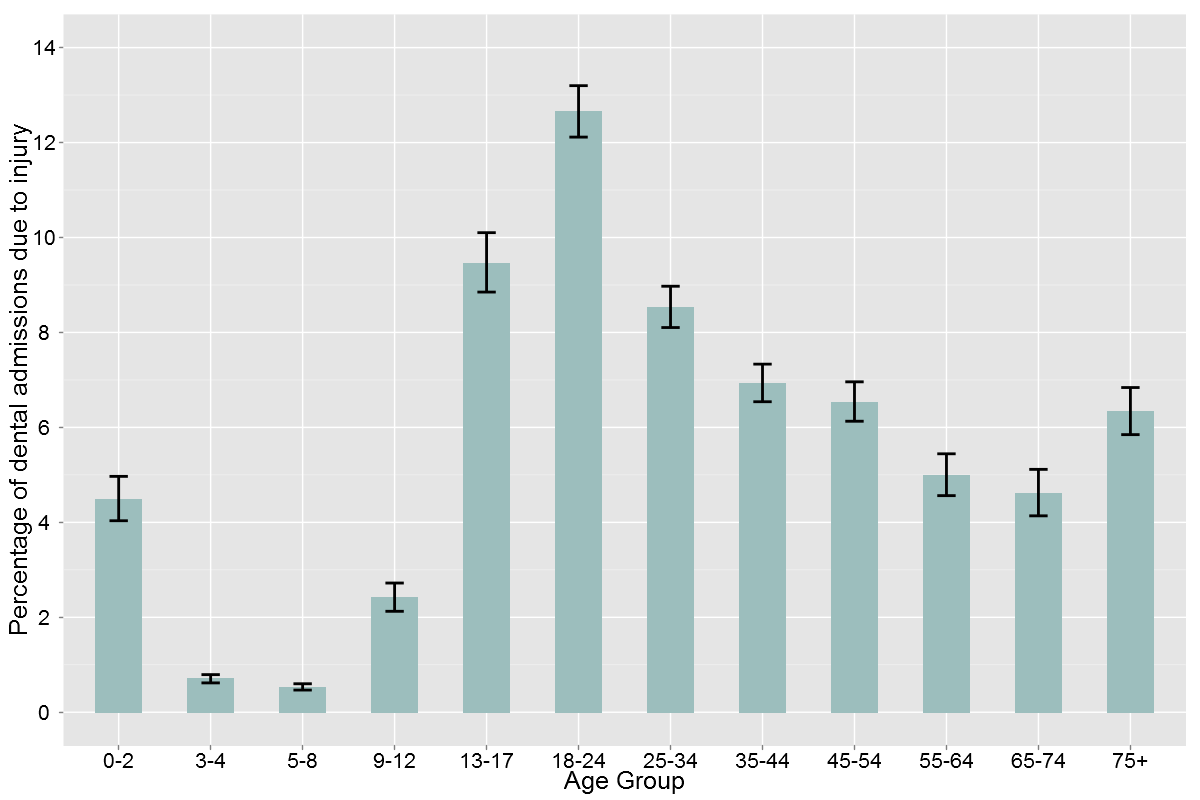 Percentage of dental admissions due to injury
14
12
10
8
6
4
2
0
0-2 3-4 5-8 9-12 13-17 18-24 25-34 35-44 45-54 55-64 65-74 75+
Age Group